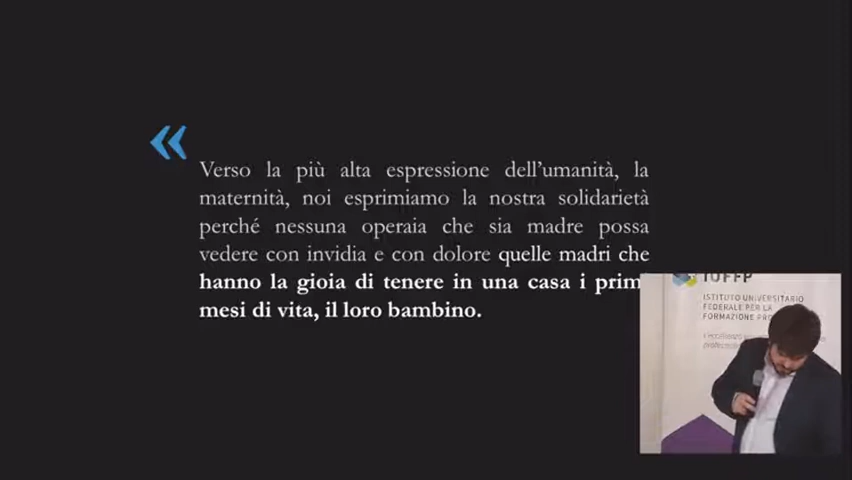 «
Verso la più alta espressione dell’umanità, la
maternità, noi esprimiamo la nostra solidarietà
perché nessuna operaia che sia madre possa
vedere con invidia e con dolore quelle madri che
hanno la gioia di tenere in una casa i primi
mesi di vita, il loro bambino.
IUFFP
ISTITUTO UNIVERSITARIO
FEDERALE PER LA
FORMAZIONE